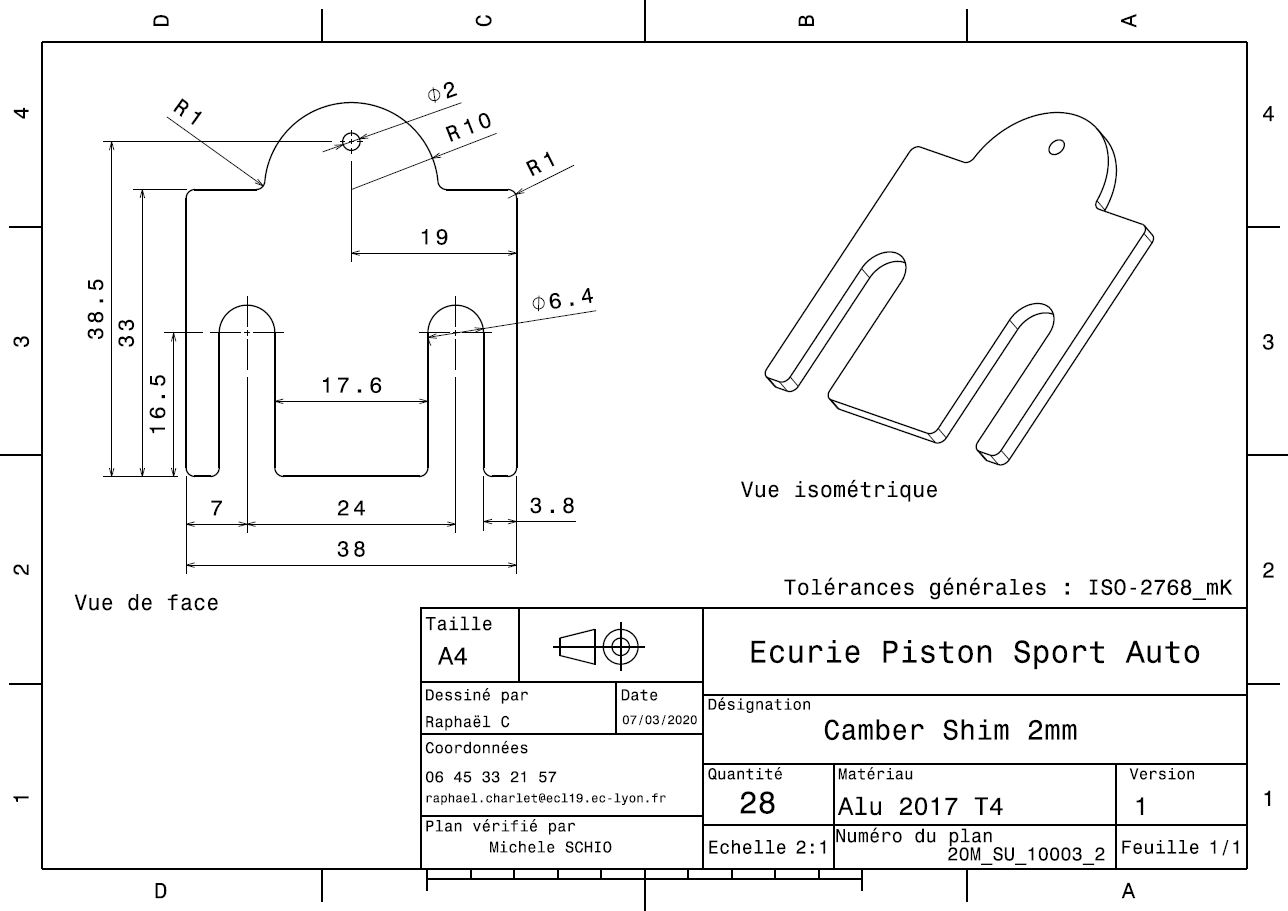 D C B A
4 4
R1
⌀2
R10
R1
19
38.5
33
⌀6.4
3 3
17.6
16.5
Vue isométrique
7 24 3.8
38
2 2
Tolérances générales : ISO-2768_mK
Vue de face
Taille
A4
Ecurie Piston Sport Auto
Dessiné par
Raphaël C
Date
07/03/2020
Désignation
Camber Shim 2mm
Coordonnées
06 45 33 21 57
raphael.charlet@ecl19.ec-lyon.fr
Quantité
28
Matériau
Alu 2017 T4
Version
1
1 1
Plan vérifié par
Michele SCHIO
Echelle 2:1
Numéro du plan
20M_SU_10003_2
Feuille 1/1
D A